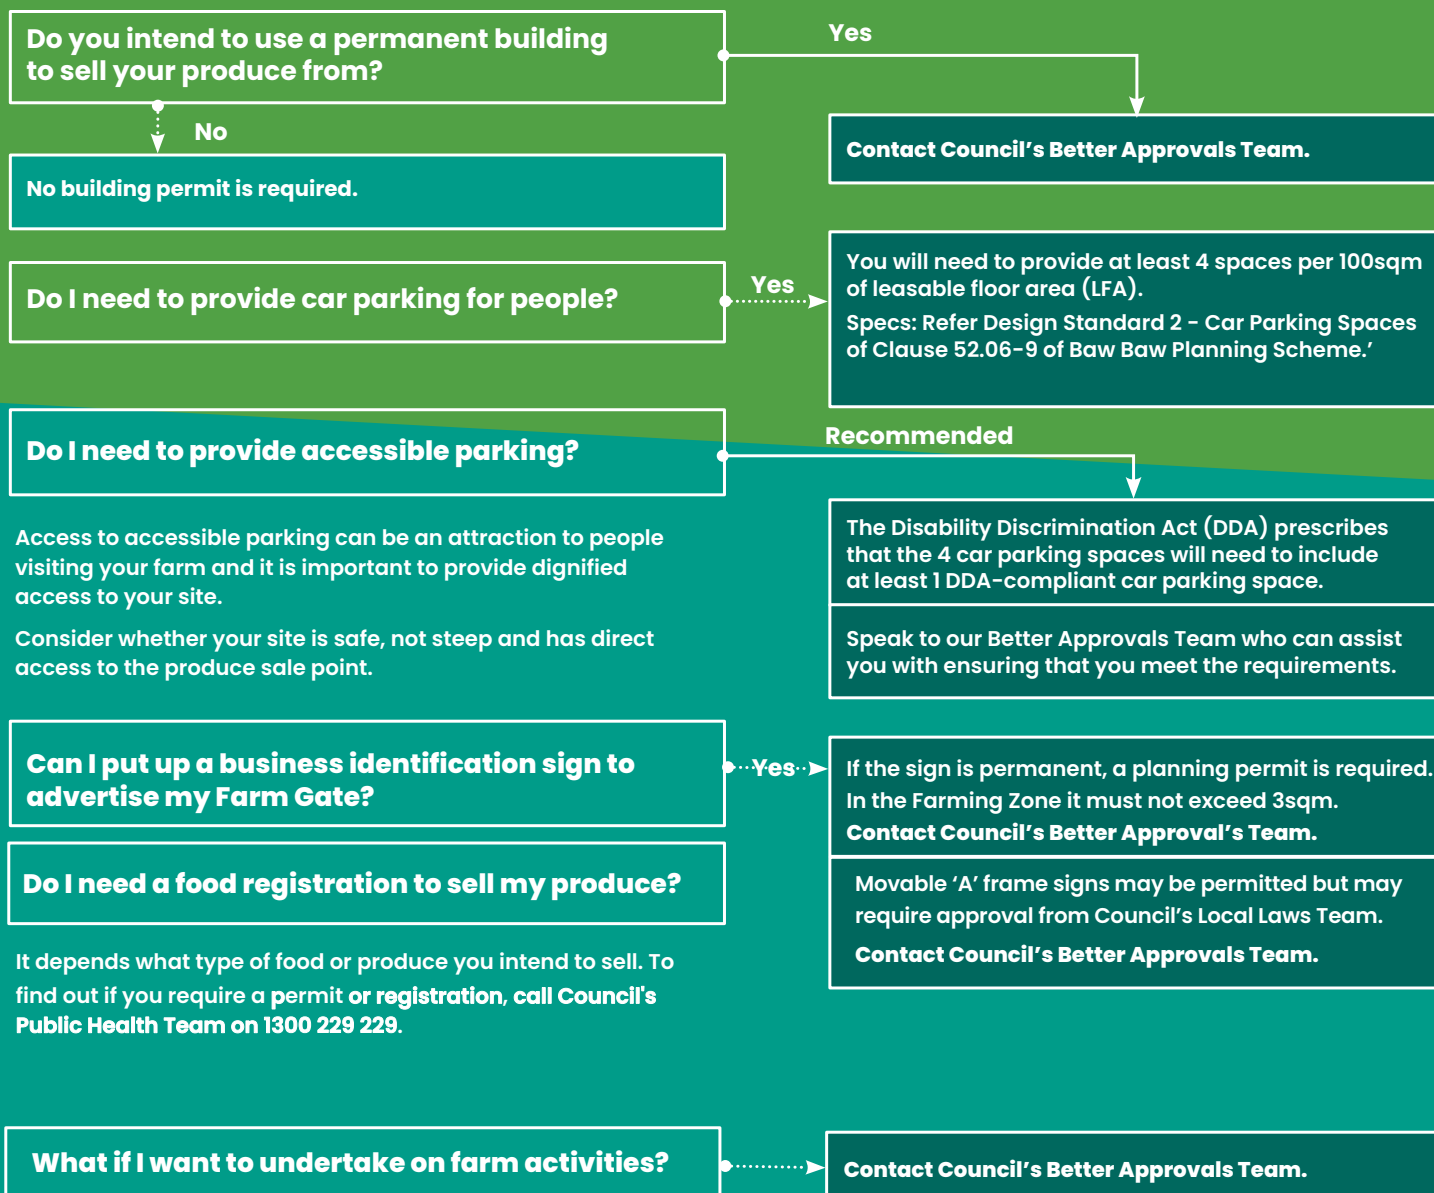 Do you intend to use a permanent building
to sell your produce from?
Yes
No
Contact Council's Better Approvals Team.
No building permit is required.
Do I need to provide car parking for people?
Yes
You will need to provide at least 4 spaces per 100sqm
of leasable floor area (LFA).
Specs: Refer Design Standard 2 - Car Parking Spaces
of Clause 52.06-9 of Baw Baw Planning Scheme.’
Do I need to provide accessible parking?
Recommended
Access to accessible parking can be an attraction to people
visiting your farm and it is important to provide dignified
access to your site.
Consider whether your site is safe, not steep and has direct
access to the produce sale point.
The Disability Discrimination Act (DDA) prescribes
that the 4 car parking spaces will need to include
at least 1 DDA-compliant car parking space.
Speak to our Better Approvals Team who can assist
you with ensuring that you meet the requirements.
Can I put up a business identification sign to
advertise my Farm Gate?
Yes
If the sign is permanent, a planning permit is required.
In the Farming Zone it must not exceed 3sqm.
Contact Council’s Better Approval’s Team.
Movable ‘A’ frame signs may be permitted but may
require approval from Council’s Local Laws Team.
Contact Council’s Better Approvals Team.
Do I need a food registration to sell my produce?
It depends what type of food or produce you intend to sell. To
find out if you require a permit or registration, call Council's
Public Health Team on 1300 229 229.
What if I want to undertake on farm activities?
Contact Council’s Better Approvals Team.